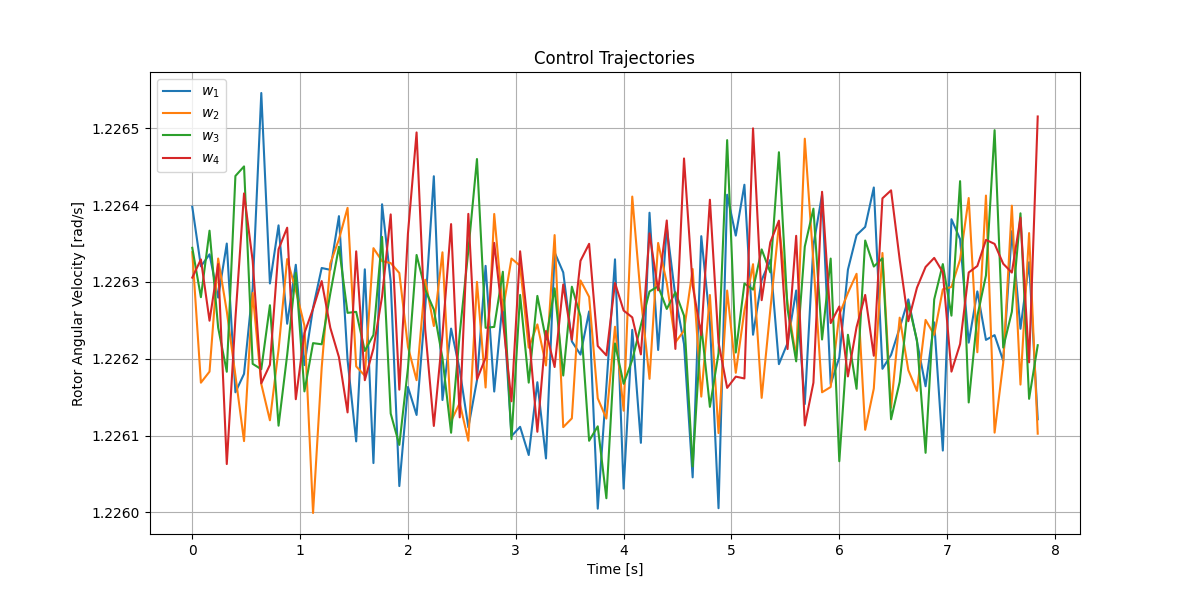 Control Trajectories
w1
w2
w3
w4
Rotor Angular Velocity [rad/s]
1.2265
1.2264
1.2263
1.2262
1.2261
1.2260
0 1 2 3 4 5 6 7 8
Time [s]